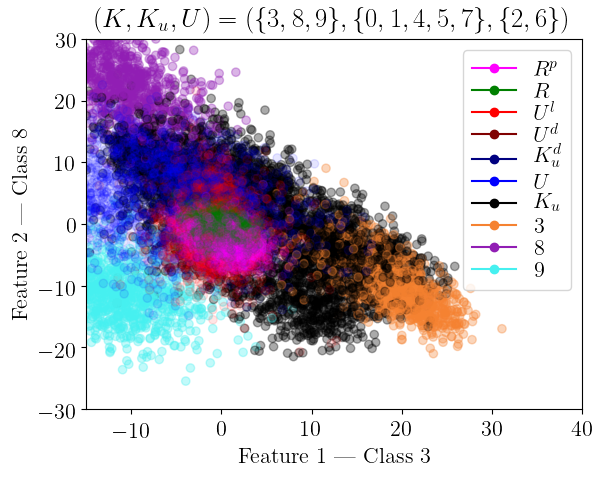 (K, K_u, U) = ({3, 8, 9}, {0, 1, 4, 5, 7}, {2, 6})
30
20
10
0
−10
−20
−30
Feature 2 — Class 8
R^p
R
U^l
U^d
K_u^d
U
K_u
3
8
9
−10 0 10 20 30 40
Feature 1 — Class 3